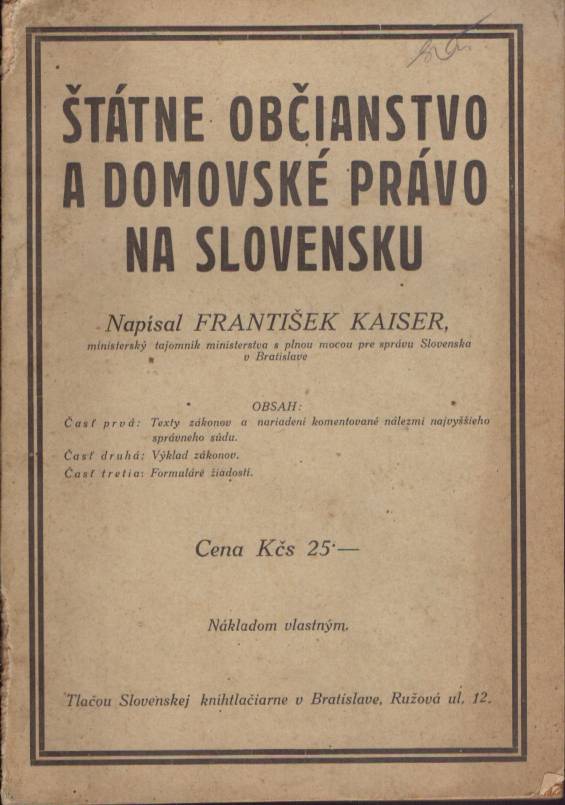 ŠTÁTNE OBČIANSTVO
A DOMOVSKÉ PRÁVO
NA SLOVENSKU
Napísal FRANTIŠEK KAISER,
ministerský tajomník ministerstva s plnou mocou pre správu Slovenska
v Bratislave
OBSAH:
Časť prvá: Texty zákonov a nariadení komentované nálezmi najvyššieho
správneho súdu.
Časť druhá: Výklad zákonov.
Časť tretia: Formuláre žiadostí.
Cena Kčs 25·—
Nákladom vlastným.
Tlačou Slovenskej knihtlačiarne v Bratislave, Ružová ul. 12.